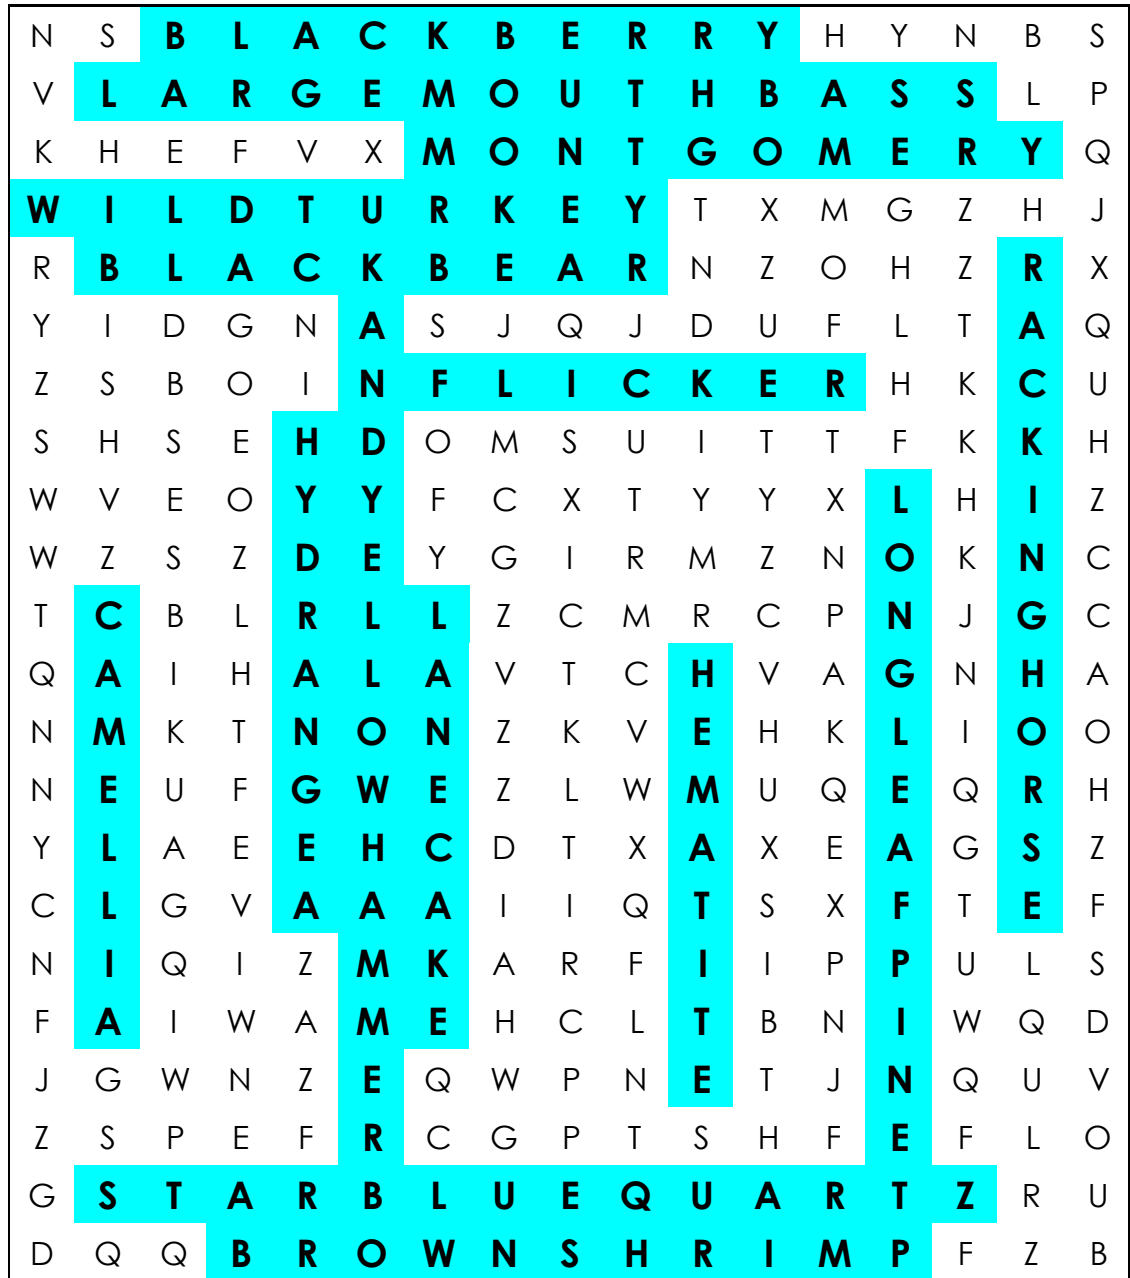 N S B L A C K B E R R Y H Y N B S
V L A R G E M O U T H B A S S L P
K H E F V X M O N T G O M E R Y Q
W I L D T U R K E Y T X M G Z H J
R B L A C K B E A R N Z O H Z R X
Y I D G N A S J Q J D U F L T A Q
Z S B O I N F L I C K E R H K C U
S H S E H D O M S U I T T F K K H
W V E O Y Y F C X T Y Y X L H I Z
W Z S Z D E Y G I R M Z N O K N C
T C B L R L L Z C M R C P N J G C
Q A I H A L A V T C H V A G N H A
N M K T N O N Z K V E H K L I O O
N E U F G W E Z L W M U Q E Q R H
Y L A E E H C D T X A X E A G S Z
C L G V A A A I I Q T S X F T E F
N I Q I Z M K A R F I I P P U L S
F A I W A M E H C L T B N I W Q D
J G W N Z E Q W P N E T J N Q U V
Z S P E F R C G P T S H F E F L O
G S T A R B L U E Q U A R T Z R U
D Q Q B R O W N S H R I M P F Z B